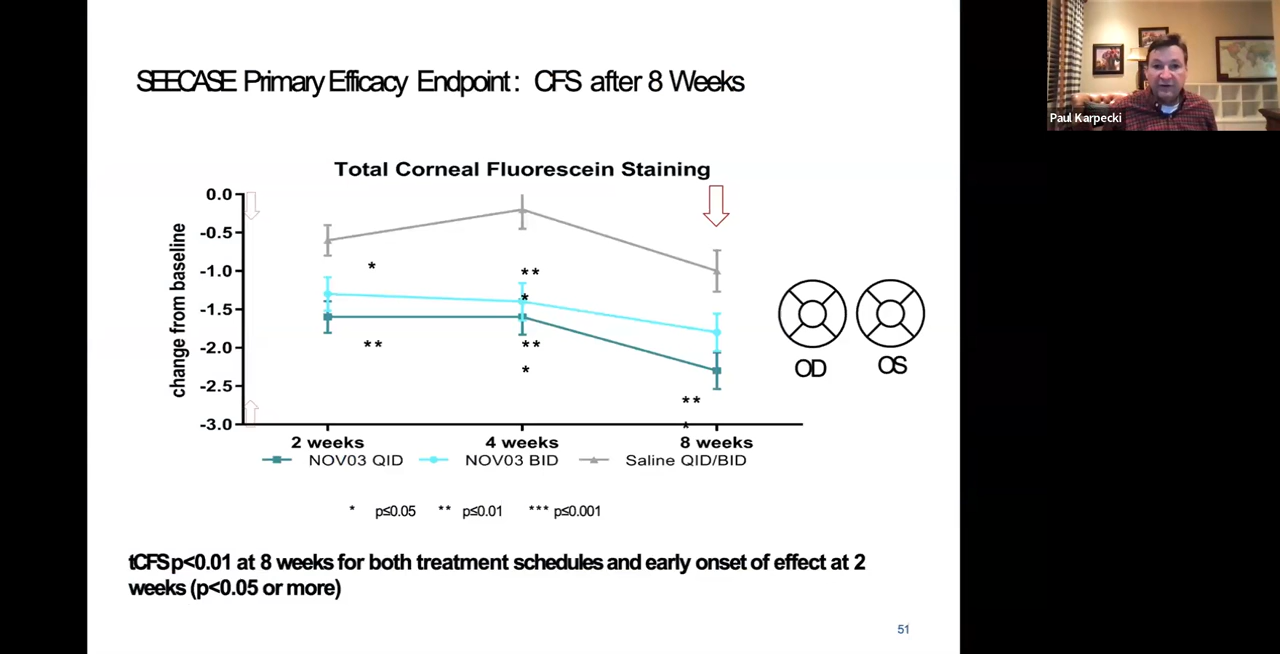 SEECASE Primary Efficacy Endpoint: CFS after 8 Weeks
Paul Karpecki
Total Corneal Fluorescein Staining
change from baseline
0.0
-0.5
-1.0
-1.5
-2.0
-2.5
-3.0
*
**
*
**
**
*
**
*
OD
OS
2 weeks
4 weeks
8 weeks
NOV03 QID
NOV03 BID
Saline QID/BID
* p≤0.05 ** p≤0.01 *** p≤0.001
tCFS p<0.01 at 8 weeks for both treatment schedules and early onset of effect at 2
weeks (p<0.05 or more)
51